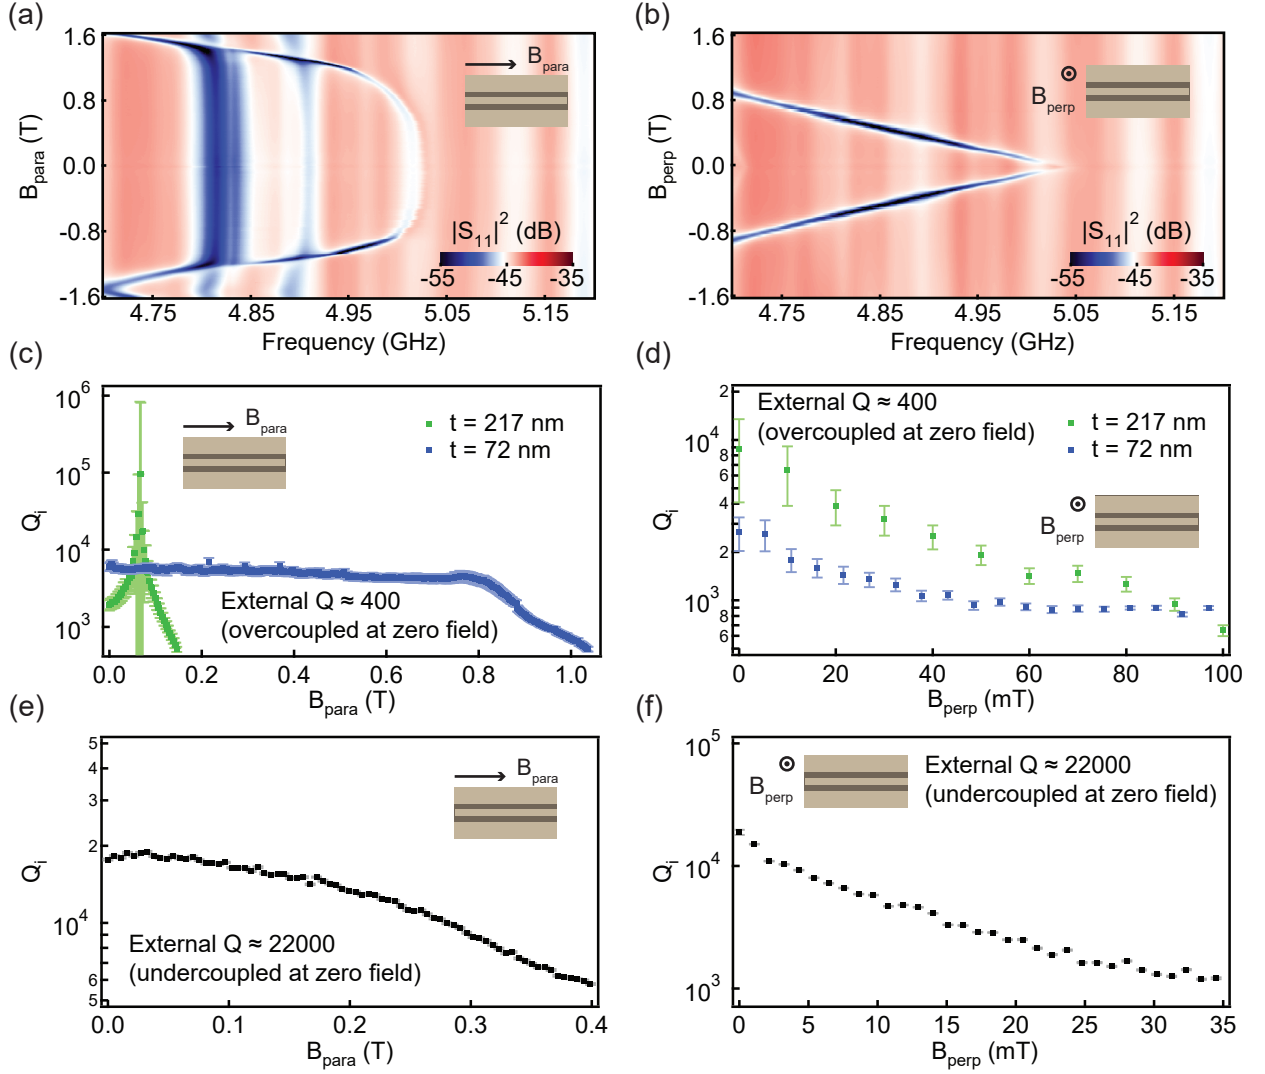 (a)
1.6
0.8
0.0
-0.8
-1.6
B_para (T)
B_para
|S_11|^2 (dB)
-55 -45 -35
4.75 4.85 4.95 5.05 5.15
Frequency (GHz)
(b)
1.6
0.8
0.0
-0.8
-1.6
B_perp (T)
B_perp
|S_11|^2 (dB)
-55 -45 -35
4.75 4.85 4.95 5.05 5.15
Frequency (GHz)
(c)
10^6
10^5
10^4
10^3
Q_i
B_para
t = 217 nm
t = 72 nm
External Q ≈ 400
(overcoupled at zero field)
0.0 0.2 0.4 0.6 0.8 1.0
B_para (T)
(d)
2
10^4
8
6
4
2
10^3
8
6
Q_i
External Q ≈ 400
(overcoupled at zero field)
t = 217 nm
t = 72 nm
B_perp
0 20 40 60 80 100
B_perp (mT)
(e)
5
4
3
2
10^4
6
5
Q_i
B_para
External Q ≈ 22000
(undercoupled at zero field)
0.0 0.1 0.2 0.3 0.4
B_para (T)
(f)
10^5
10^4
10^3
Q_i
B_perp
External Q ≈ 22000
(undercoupled at zero field)
0 5 10 15 20 25 30 35
B_perp (mT)